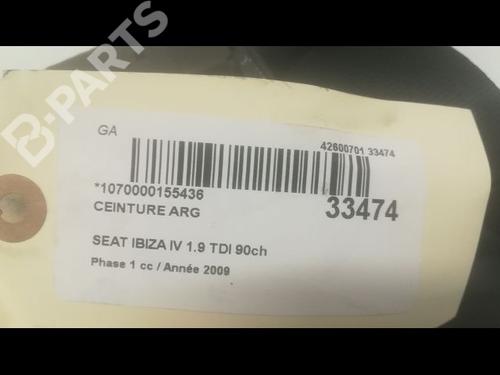 B-PARTS
GA
42600701 33474
*1070000155436
CEINTURE ARG
33474
SEAT IBIZA IV 1.9 TDI 90ch
Phase 1 cc / Année 2009